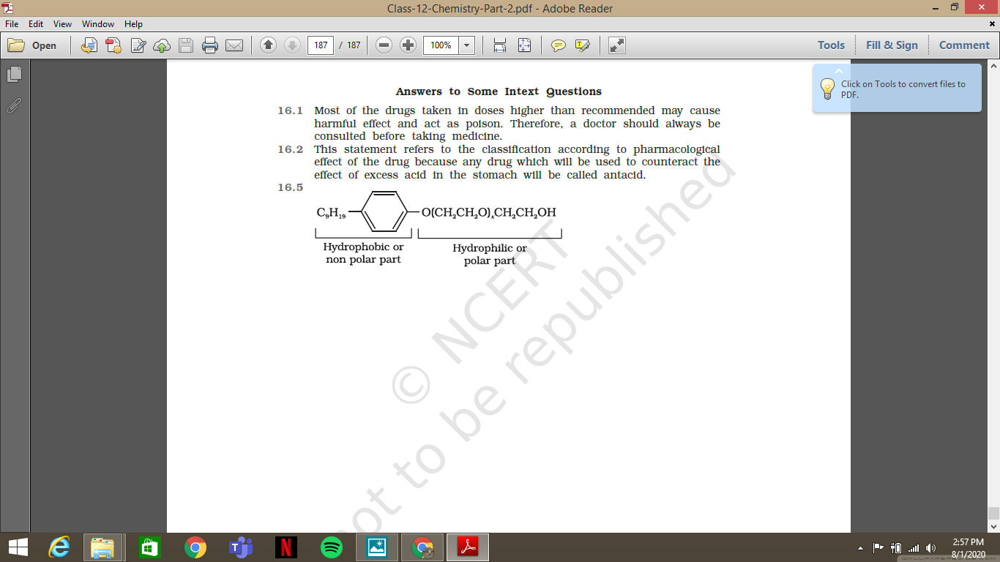 Class-12-Chemistry-Part-2.pdf - Adobe Reader
File Edit View Window Help
Open 187 / 187 100% Tools Fill & Sign Comment
Click on Tools to convert files to
PDF.
Answers to Some Intext Questions
16.1 Most of the drugs taken in doses higher than recommended may cause
harmful effect and act as poison. Therefore, a doctor should always be
consulted before taking medicine.
16.2 This statement refers to the classification according to pharmacological
effect of the drug because any drug which will be used to counteract the
effect of excess acid in the stomach will be called antacid.
16.5
C₉H₁₉ O(CH₂CH₂O)ₓCH₂CH₂OH
Hydrophobic or
non polar part
Hydrophilic or
polar part
© NCERT
not to be republished
2:57 PM
8/1/2020